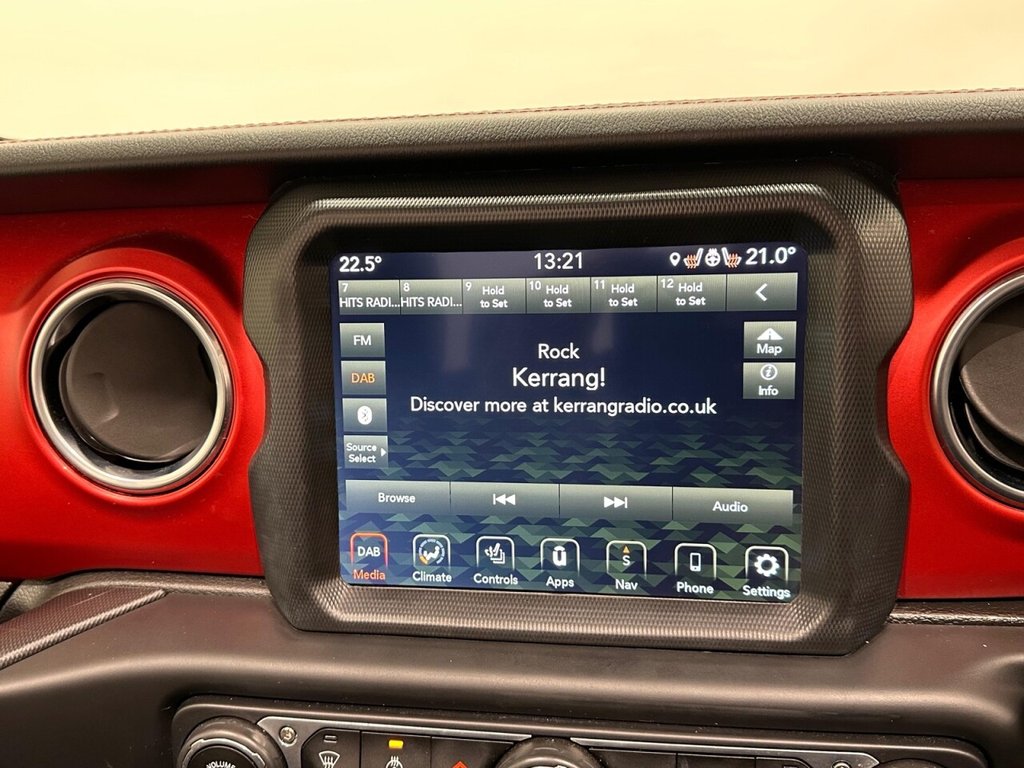 22.5° 13:21 21.0°
7 HITS RADI... 8 HITS RADI... 9 Hold to Set 10 Hold to Set 11 Hold to Set 12 Hold to Set
FM
Map
DAB
Info
Source
Select
Rock
Kerrang!
Discover more at kerrangradio.co.uk
Browse Audio
DAB S
Media Climate Controls Apps Nav Phone Settings
VOLUME